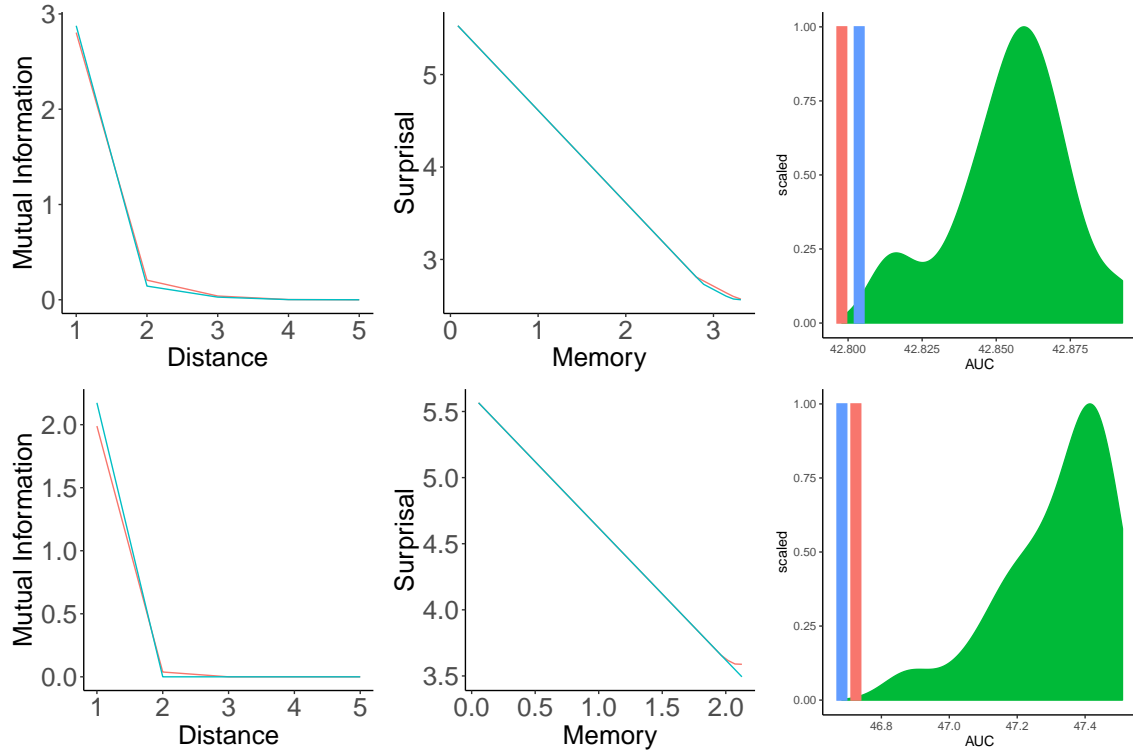 Mutual Information
3
2
1
0
1 2 3 4 5
Distance
Surprisal
5
4
3
0 1 2 3
Memory
scaled
1.00
0.75
0.50
0.25
0.00
42.800 42.825 42.850 42.875
AUC
Mutual Information
2.0
1.5
1.0
0.5
0.0
1 2 3 4 5
Distance
Surprisal
5.5
5.0
4.5
4.0
3.5
0.0 0.5 1.0 1.5 2.0
Memory
scaled
1.00
0.75
0.50
0.25
0.00
46.8 47.0 47.2 47.4
AUC